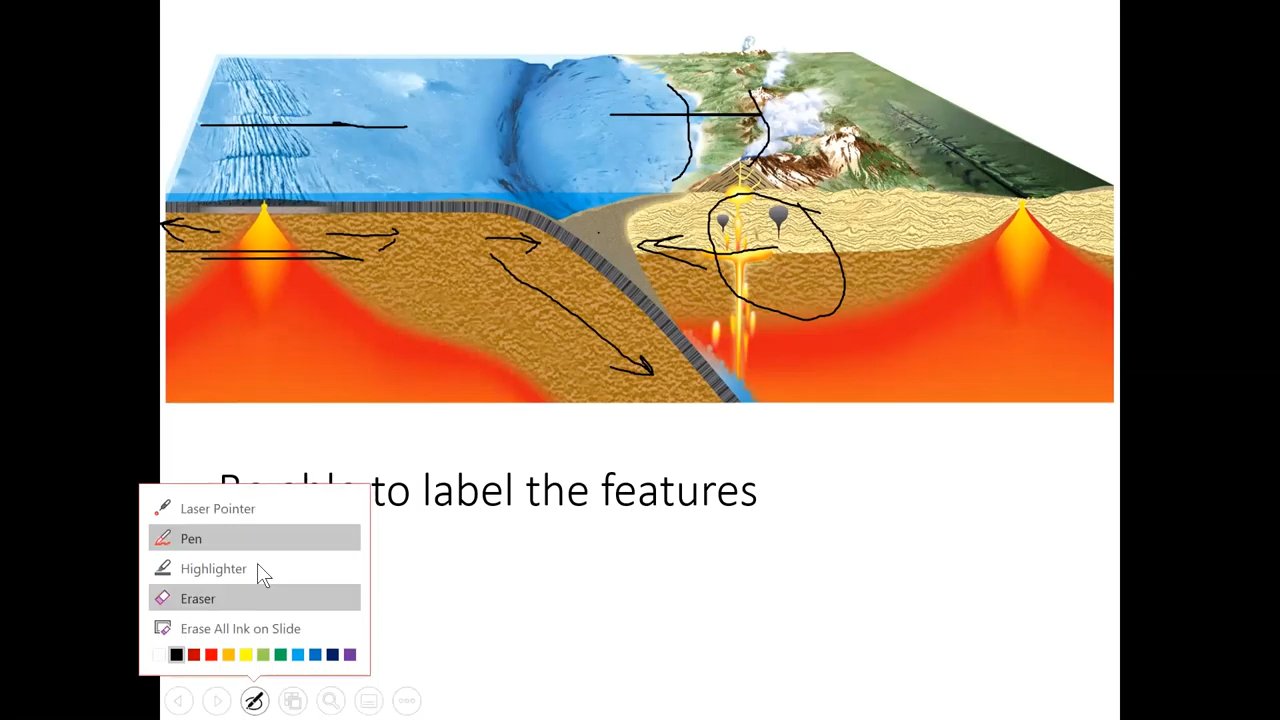 to label the features
Laser Pointer
Pen
Highlighter
Eraser
Erase All Ink on Slide